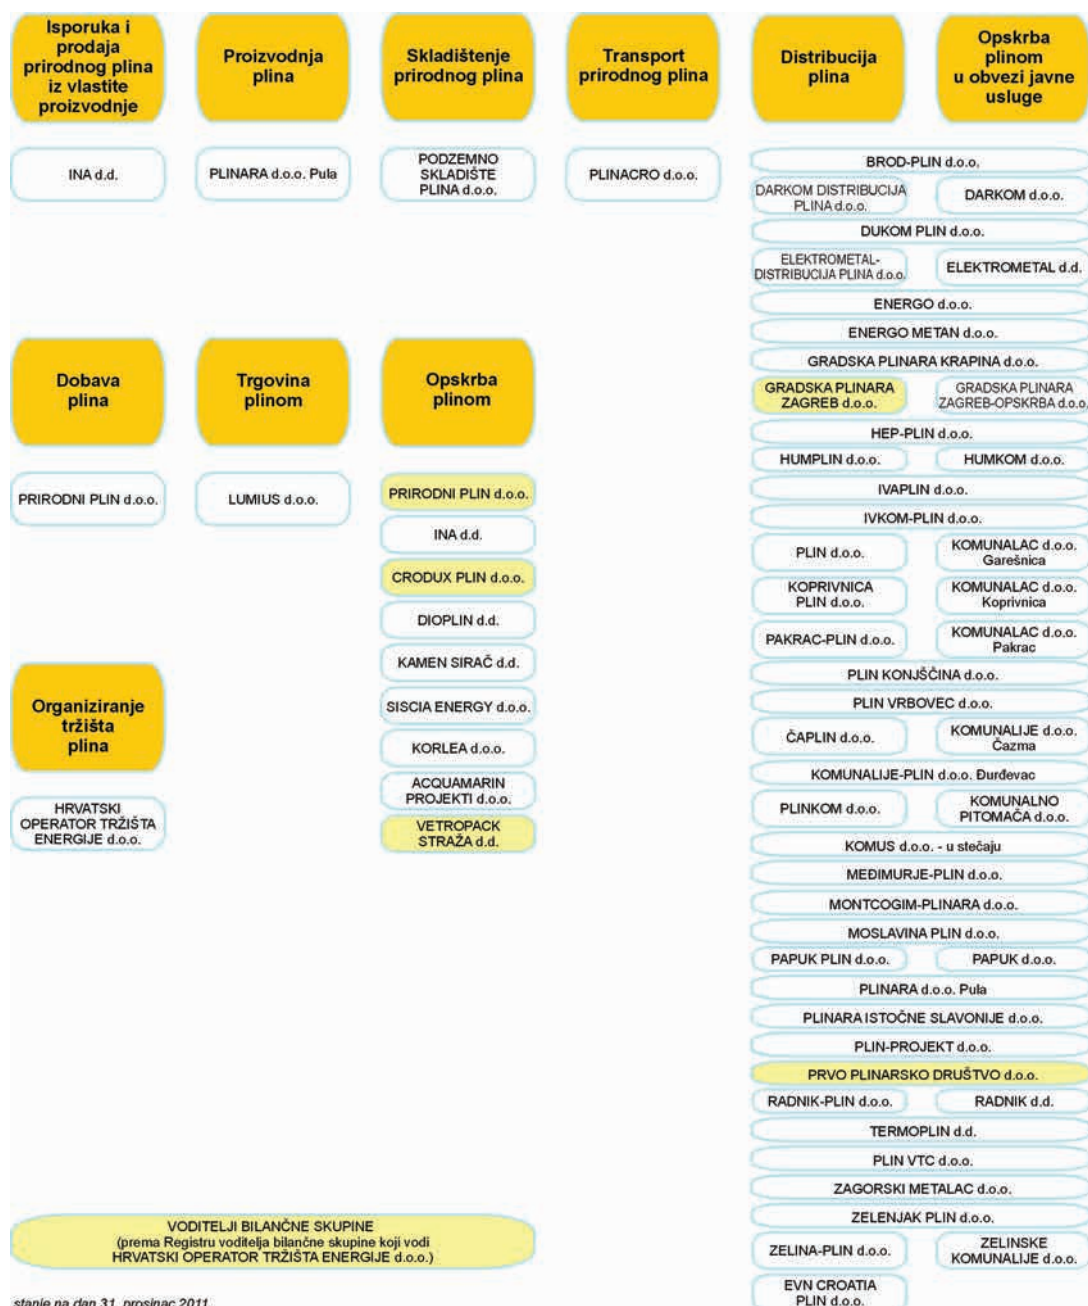 Isporuka i
prodaja
prirodnog plina
iz vlastite
proizvodnje
Proizvodnja
plina
Skladištenje
prirodnog plina
Transport
prirodnog plina
Distribucija
plina
Opskrba
plinom
u obvezi javne
usluge
INA d.d.
PLINARA d.o.o. Pula
PODZEMNO
SKLADIŠTE
PLINA d.o.o.
PLINACRO d.o.o.
BROD-PLIN d.o.o.
DARKOM DISTRIBUCIJA
PLINA d.o.o.
DARKOM d.o.o.
DUKOM PLIN d.o.o.
ELEKTROMETAL-
DISTRIBUCIJA PLINA d.o.o.
ELEKTROMETAL d.d.
ENERGO d.o.o.
ENERGO METAN d.o.o.
GRADSKA PLINARA KRAPINA d.o.o.
GRADSKA PLINARA
ZAGREB d.o.o.
GRADSKA PLINARA
ZAGREB-OPSKRBA d.o.o.
HEP-PLIN d.o.o.
HUMPLIN d.o.o.
HUMKOM d.o.o.
IVAPLIN d.o.o.
IVKOM-PLIN d.o.o.
PLIN d.o.o.
KOMUNALAC d.o.o.
Garešnica
KOPRIVNICA
PLIN d.o.o.
KOMUNALAC d.o.o.
Koprivnica
PAKRAC-PLIN d.o.o.
KOMUNALAC d.o.o.
Pakrac
PLIN KONJŠČINA d.o.o.
PLIN VRBOVEC d.o.o.
ČAPLIN d.o.o.
KOMUNALIJE d.o.o.
Čazma
KOMUNALIJE-PLIN d.o.o. Đurđevac
PLINKOM d.o.o.
KOMUNALNO
PITOMAČA d.o.o.
KOMUS d.o.o. - u stečaju
MEĐIMURJE-PLIN d.o.o.
MONTCOGIM-PLINARA d.o.o.
MOSLAVINA PLIN d.o.o.
PAPUK PLIN d.o.o.
PAPUK d.o.o.
PLINARA d.o.o. Pula
PLINARA ISTOČNE SLAVONIJE d.o.o.
PLIN-PROJEKT d.o.o.
PRVO PLINARSKO DRUŠTVO d.o.o.
RADNIK-PLIN d.o.o.
RADNIK d.d.
TERMOPLIN d.d.
PLIN VTC d.o.o.
ZAGORSKI METALAC d.o.o.
ZELENJAK PLIN d.o.o.
ZELINA-PLIN d.o.o.
ZELINSKE
KOMUNALIJE d.o.o.
EVN CROATIA
PLIN d.o.o.
Dobava
plina
Trgovina
plinom
Opskrba
plinom
PRIRODNI PLIN d.o.o.
LUMIUS d.o.o.
PRIRODNI PLIN d.o.o.
INA d.d.
CRODUX PLIN d.o.o.
DIOPLIN d.d.
KAMEN SIRAČ d.d.
SISCIA ENERGY d.o.o.
KORLEA d.o.o.
ACQUAMARIN
PROJEKTI d.o.o.
VETROPACK
STRAŽA d.d.
Organiziranje
tržišta
plina
HRVATSKI
OPERATOR TRŽIŠTA
ENERGIJE d.o.o.
VODITELJI BILANČNE SKUPINE
(prema Registru voditelja bilančne skupine koji vodi
HRVATSKI OPERATOR TRŽIŠTA ENERGIJE d.o.o.)
stanje na dan 31. prosinac 2011.